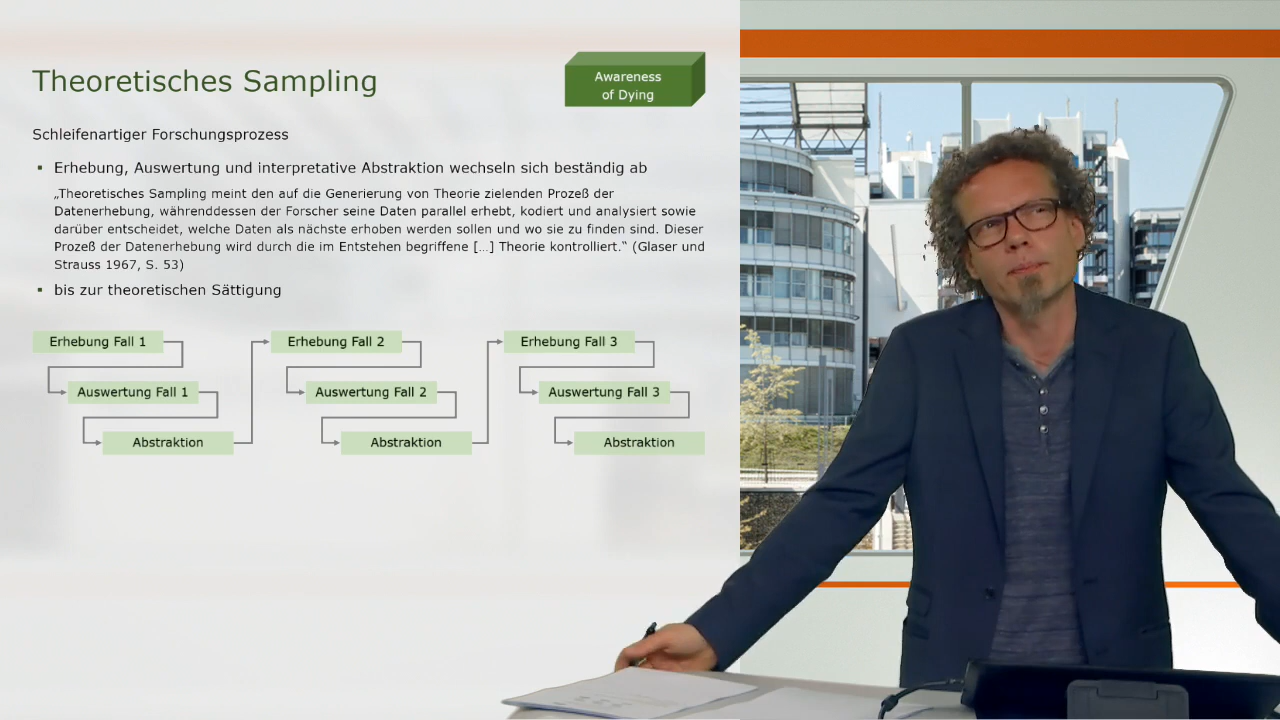 Theoretisches Sampling
Awareness
of Dying
Schleifenartiger Forschungsprozess
▪ Erhebung, Auswertung und interpretative Abstraktion wechseln sich beständig ab
„Theoretisches Sampling meint den auf die Generierung von Theorie zielenden Prozeß der
Datenerhebung, währenddessen der Forscher seine Daten parallel erhebt, kodiert und analysiert sowie
darüber entscheidet, welche Daten als nächste erhoben werden sollen und wo sie zu finden sind. Dieser
Prozeß der Datenerhebung wird durch die im Entstehen begriffene […] Theorie kontrolliert.“ (Glaser und
Strauss 1967, S. 53)
▪ bis zur theoretischen Sättigung
Erhebung Fall 1
Auswertung Fall 1
Abstraktion
Erhebung Fall 2
Auswertung Fall 2
Abstraktion
Erhebung Fall 3
Auswertung Fall 3
Abstraktion